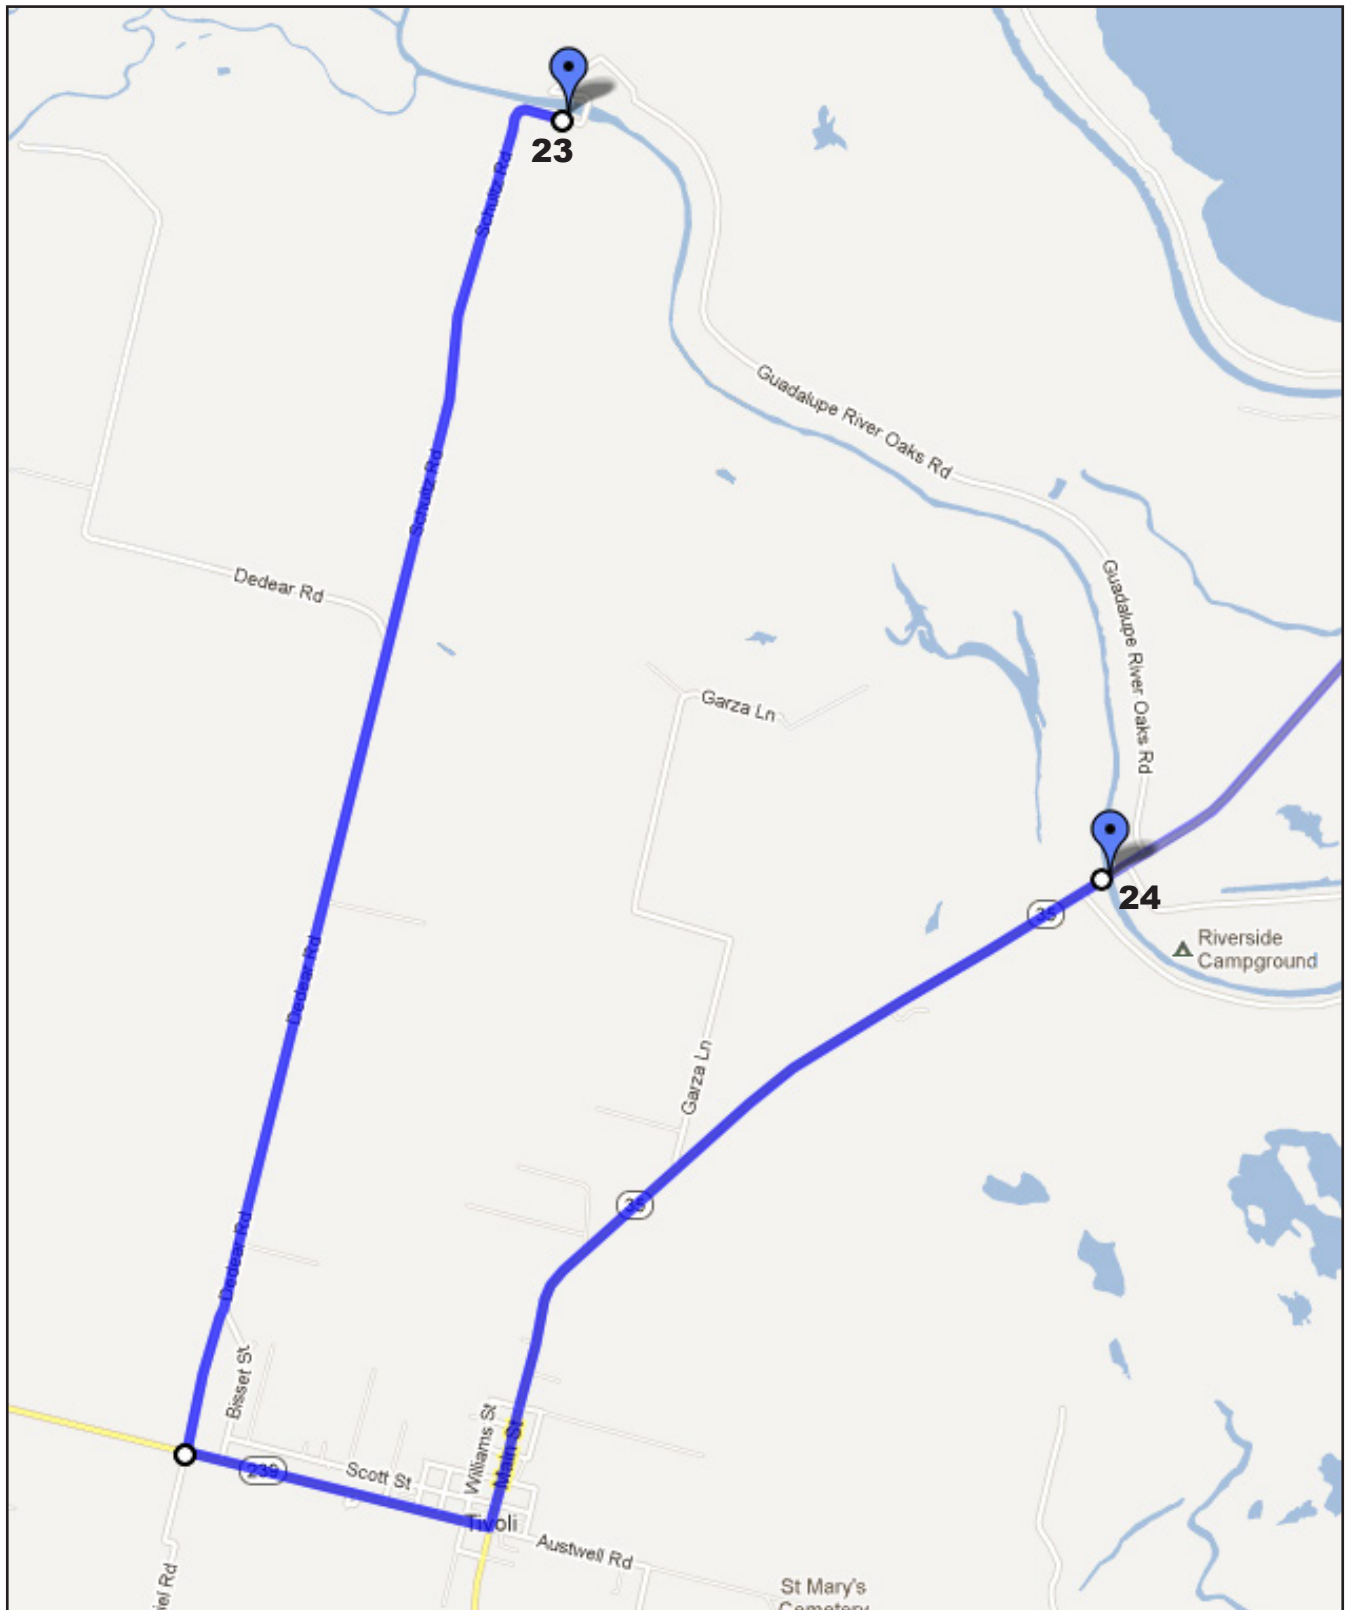 23
Schultz Rd
Guadalupe River Oaks Rd
Schultz Rd
Dedear Rd
Guadalupe River Oaks Rd
Garza Ln
24
35
Riverside
Campground
Dedear Rd
Garza Ln
35
Dedear Rd
Bisset St
Williams St
Main St
239
Scott St
Tivoli
Austwell Rd
St Mary's
Cemetery